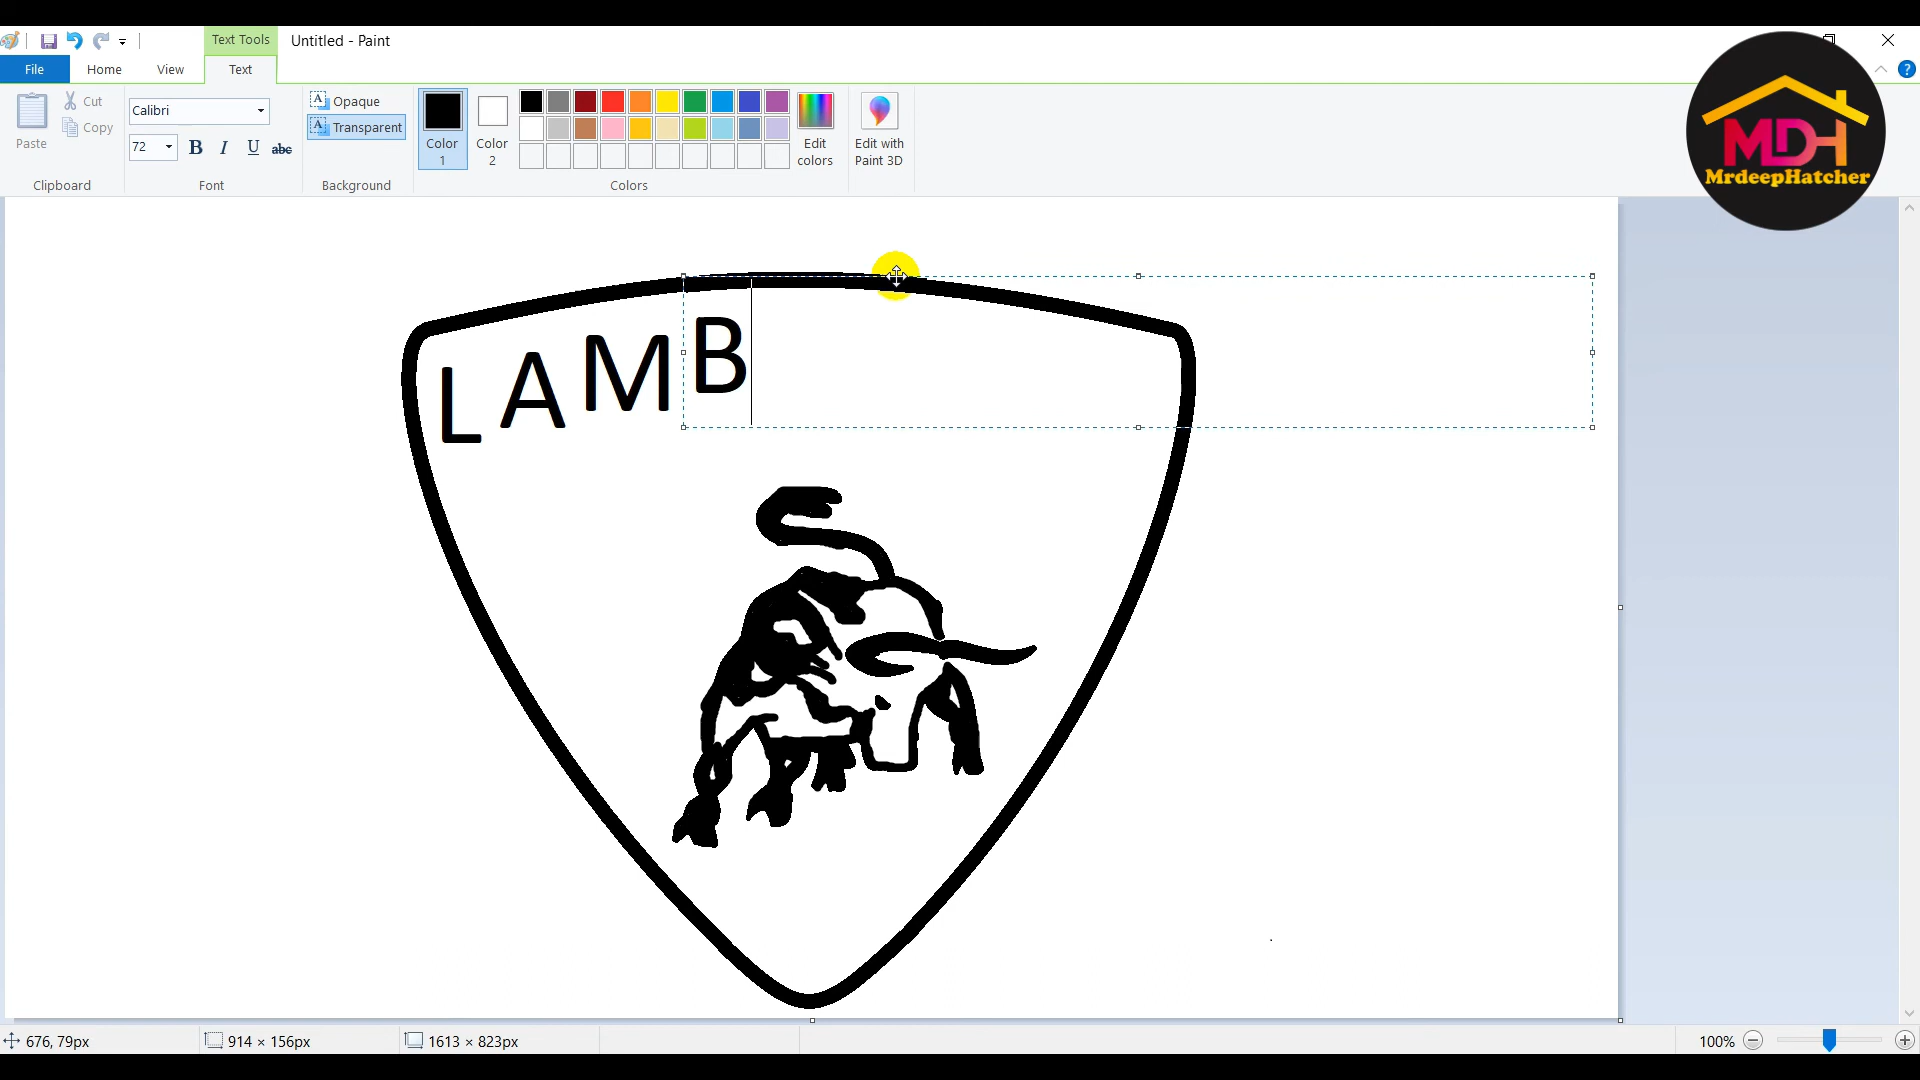 Text Tools
Untitled - Paint
File
Home
View
Text
Paste
Cut
Copy
Clipboard
Calibri
72
B I U abc
Font
A Opaque
A Transparent
Background
Color 1
Color 2
Edit colors
Colors
Edit with Paint 3D
?
MDH
MrdeepHatcher
LAMB
676, 79px
914 × 156px
1613 × 823px
100%